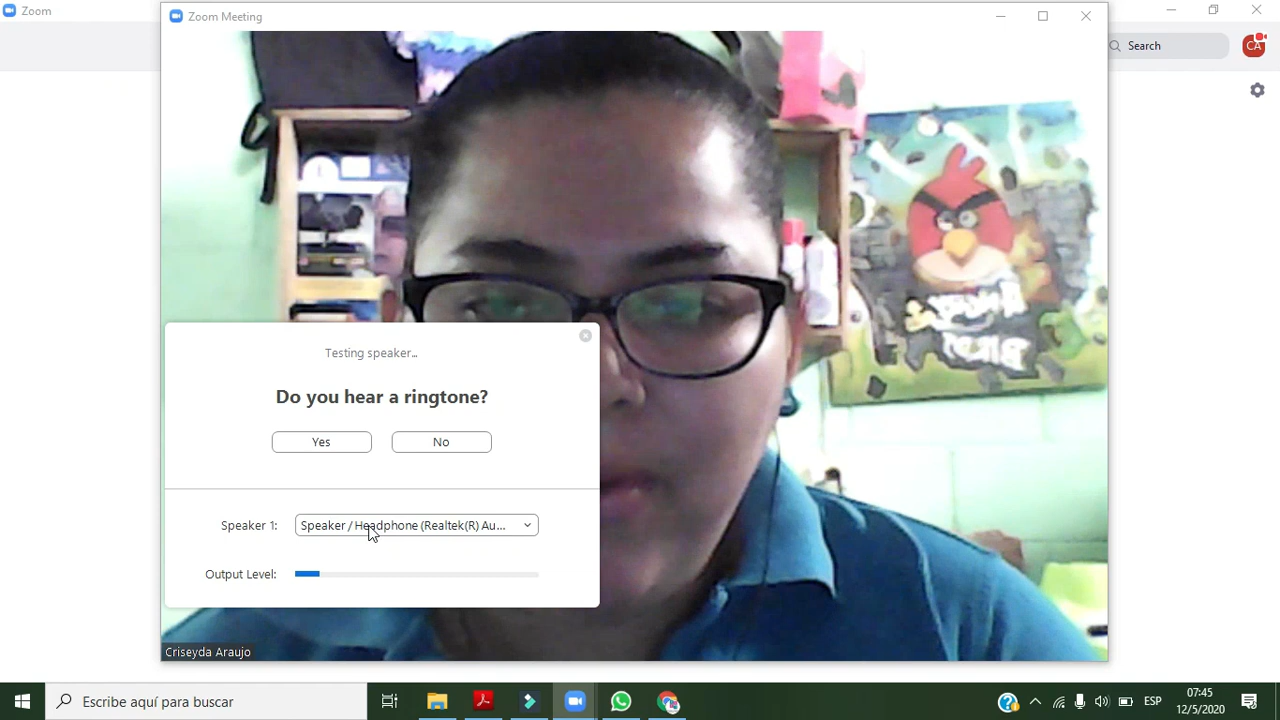 Zoom
Zoom Meeting
Search
CA
Testing speaker...
Do you hear a ringtone?
Yes
No
Speaker 1:
Speaker / Headphone (Realtek(R) Au...
Output Level:
Criseyda Araujo
Escribe aquí para buscar
ESP
07:45
12/5/2020